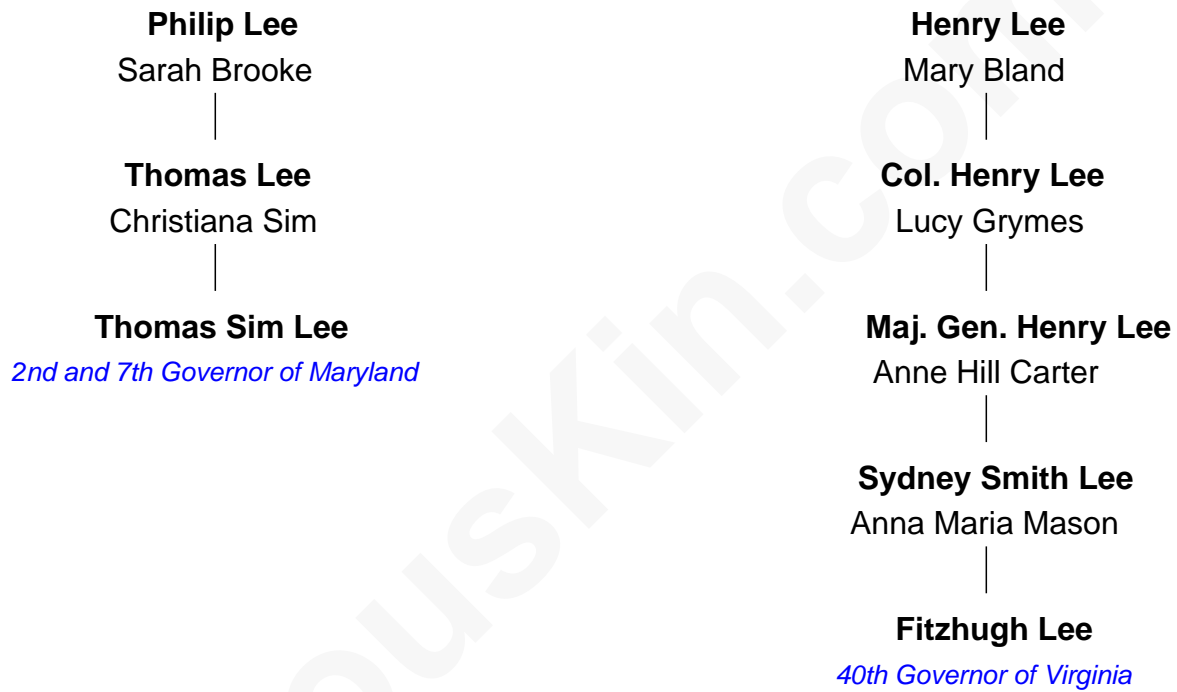 Philip Lee
Sarah Brooke
Thomas Lee
Christiana Sim
Thomas Sim Lee
2nd and 7th Governor of Maryland
Henry Lee
Mary Bland
Col. Henry Lee
Lucy Grymes
Maj. Gen. Henry Lee
Anne Hill Carter
Sydney Smith Lee
Anna Maria Mason
Fitzhugh Lee
40th Governor of Virginia
ousKin.com